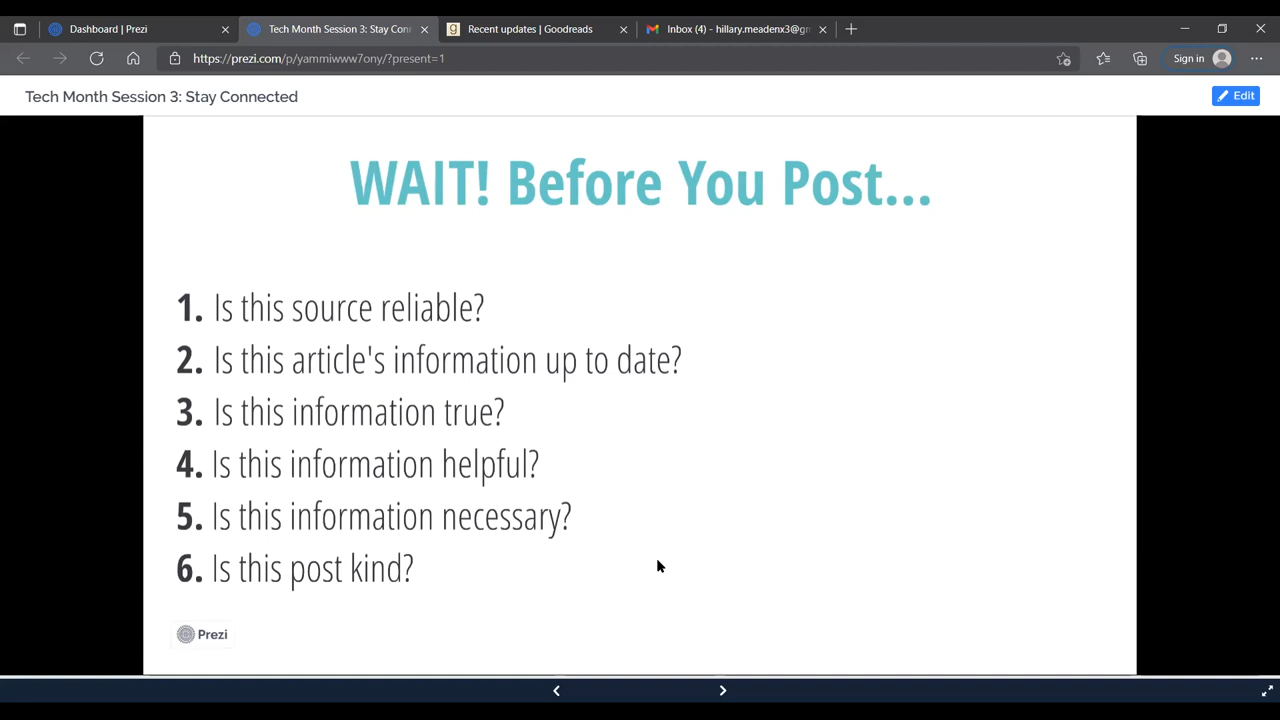 Dashboard | Prezi
Tech Month Session 3: Stay Conn
Recent updates | Goodreads
Inbox (4) - hillary.meadenx3@gm
https://prezi.com/p/yammiwww7ony/?present=1
Sign in
Tech Month Session 3: Stay Connected
Edit
WAIT! Before You Post...
1. Is this source reliable?
2. Is this article's information up to date?
3. Is this information true?
4. Is this information helpful?
5. Is this information necessary?
6. Is this post kind?
Prezi